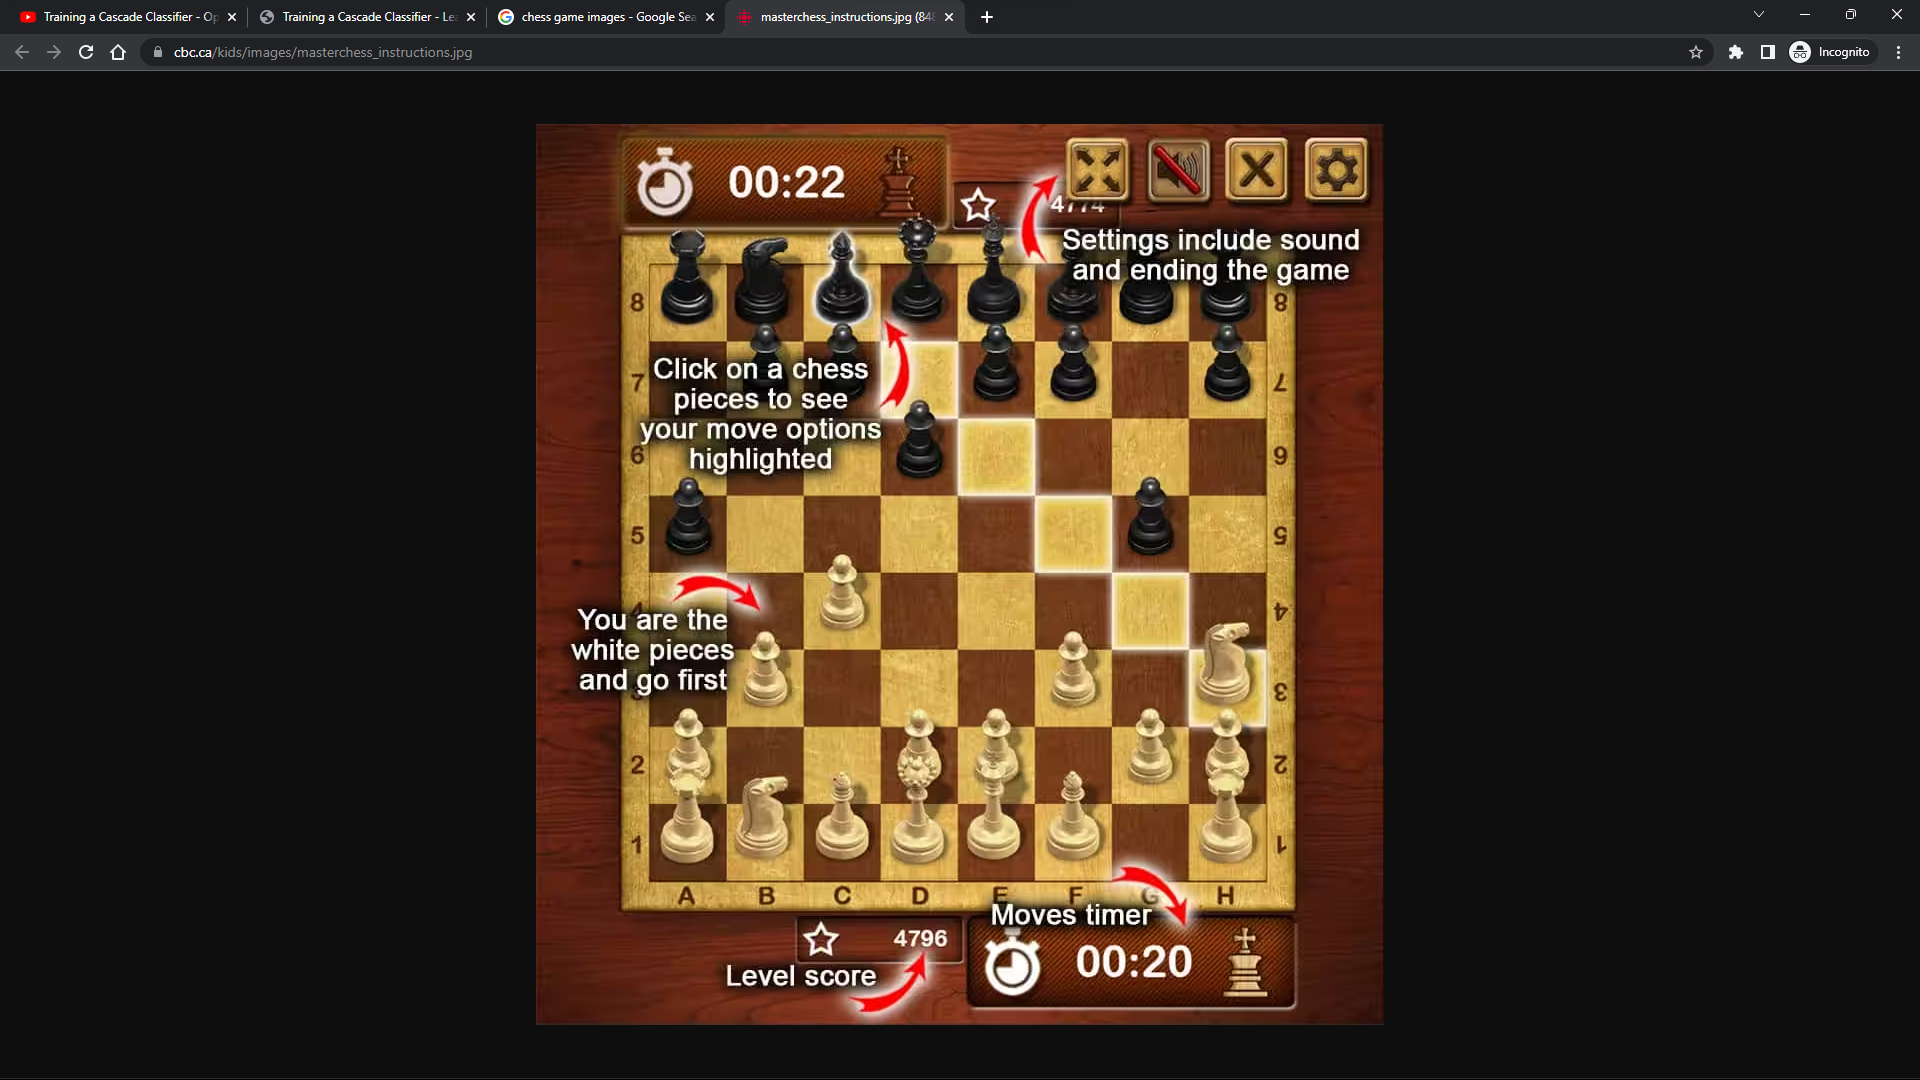 Training a Cascade Classifier - Op
Training a Cascade Classifier - Le
chess game images - Google Sea
masterchess_instructions.jpg (848
cbc.ca/kids/images/masterchess_instructions.jpg
Incognito
00:22
4774
Settings include sound
and ending the game
8
8
Click on a chess
pieces to see
your move options
highlighted
7
7
6
6
5
5
4
4
You are the
white pieces
and go first
3
3
2
2
1
1
A B C D E F G H
Moves timer
4796
00:20
Level score